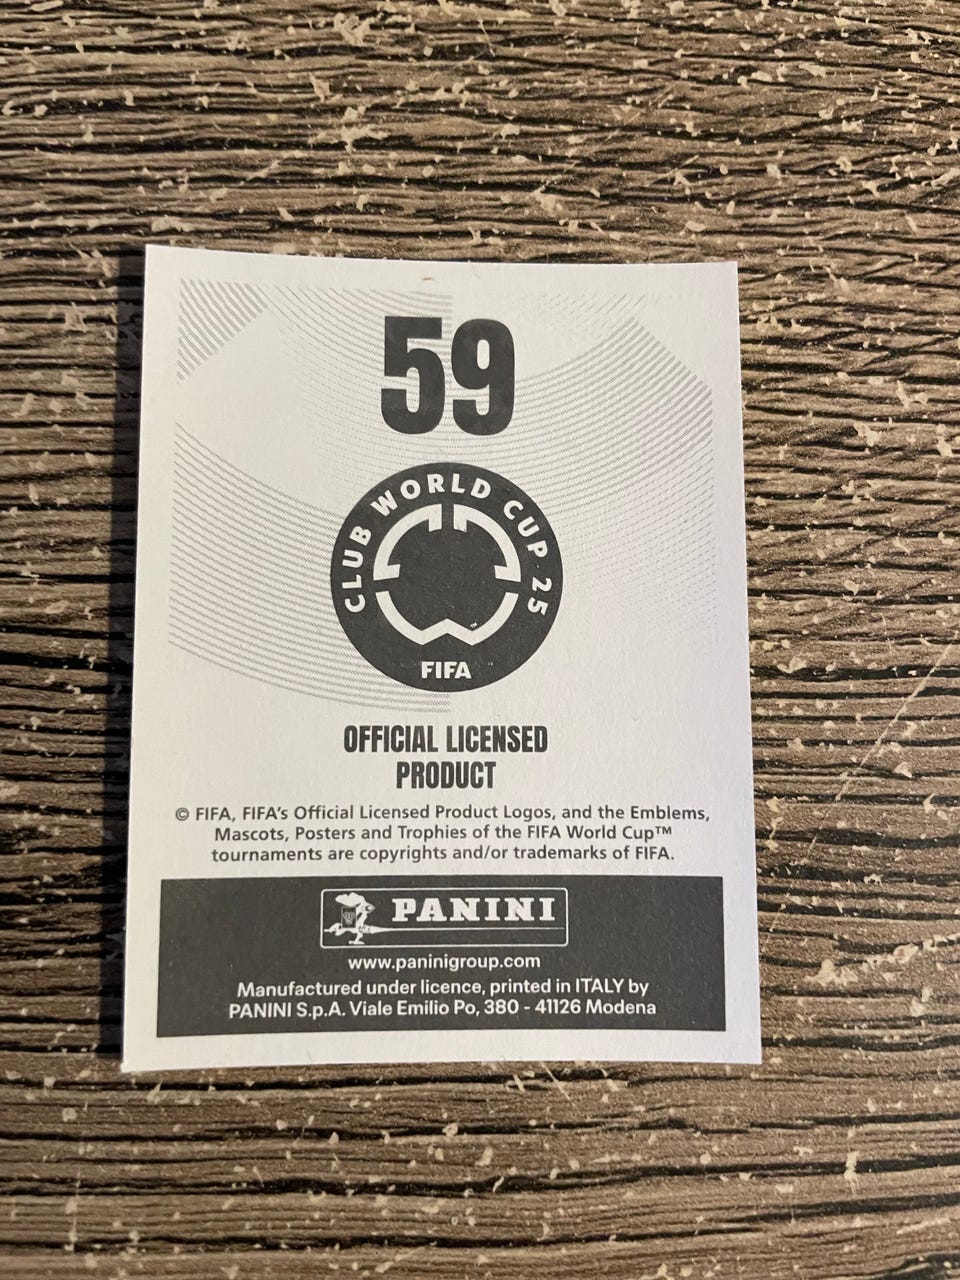 59
CLUB WORLD CUP 25
™
FIFA
OFFICIAL LICENSED
PRODUCT
© FIFA, FIFA's Official Licensed Product Logos, and the Emblems,
Mascots, Posters and Trophies of the FIFA World Cup™
tournaments are copyrights and/or trademarks of FIFA.
PANINI
www.paninigroup.com
Manufactured under licence, printed in ITALY by
PANINI S.p.A. Viale Emilio Po, 380 - 41126 Modena